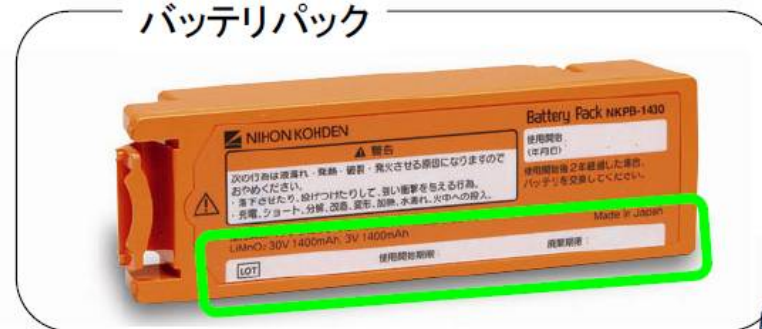 バッテリパック
NIHON KOHDEN
警告
次の行為は液漏れ・発熱・破裂・発火させる原因になりますので
おやめください。
・落下させたり、投げつけたりして、強い衝撃を与える行為。
・充電、ショート、分解、改造、変形、加熱、水濡れ、火中への投入。
Battery Pack NKPB-1430
使用開始:
(年月日)
使用開始後2年経過した場合、
バッテリを交換してください。
Made in Japan
LiMnO₂ 30V 1400mAh, 3V 1400mAh
LOT
使用開始期限:
廃棄期限: